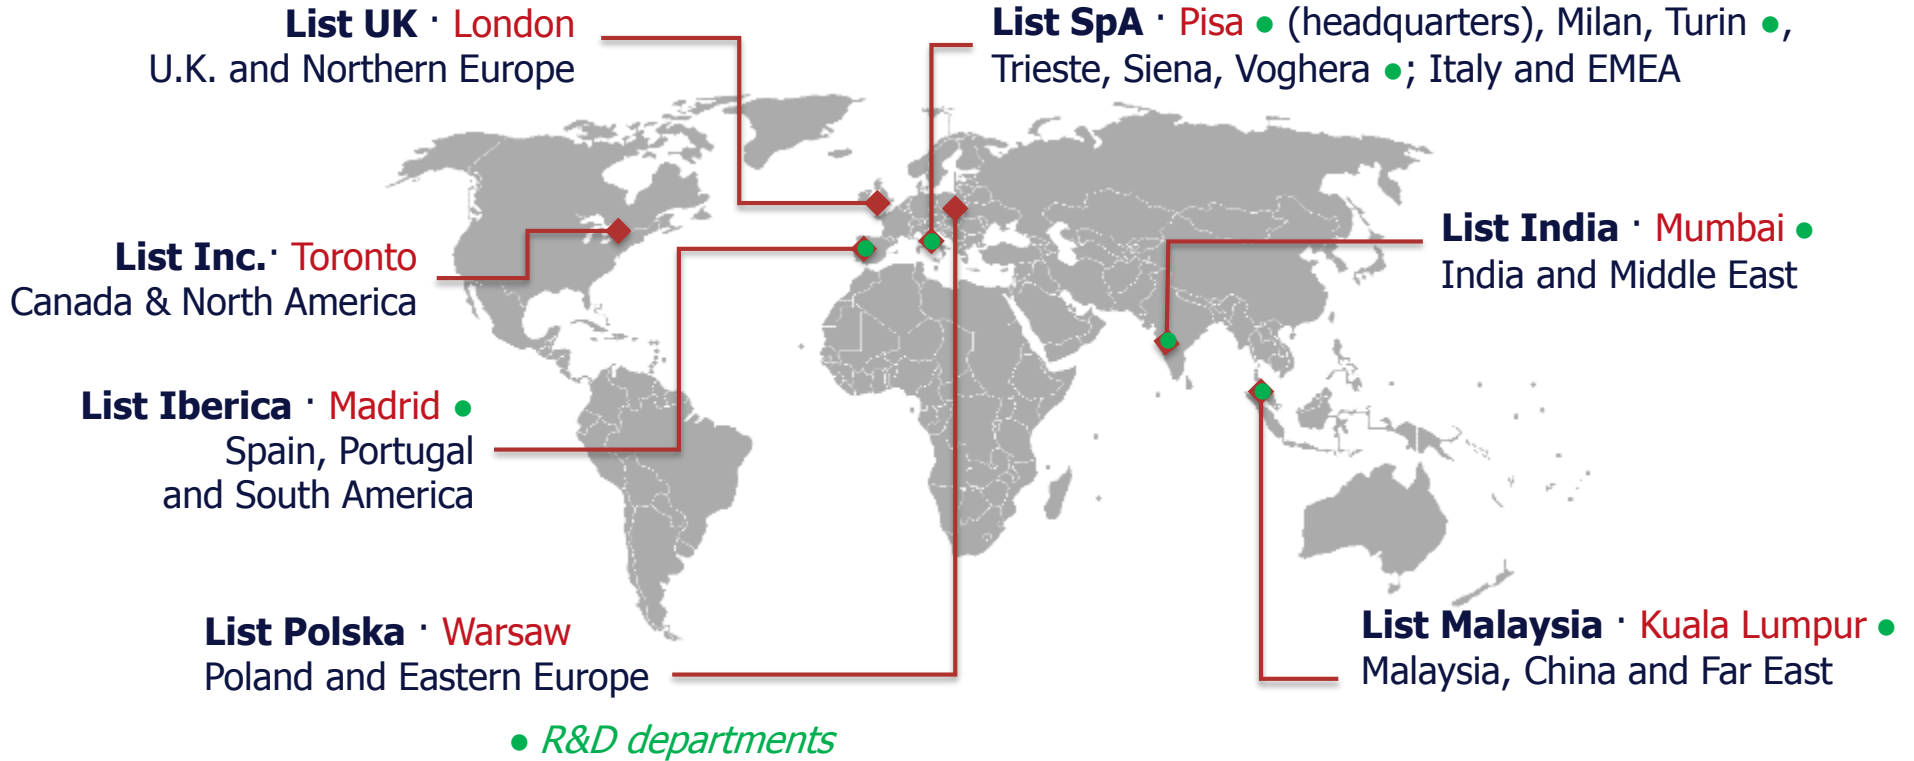 List UK · London
U.K. and Northern Europe
List SpA · Pisa ● (headquarters), Milan, Turin ●,
Trieste, Siena, Voghera ●; Italy and EMEA
List Inc.· Toronto
Canada & North America
List India · Mumbai ●
India and Middle East
List Iberica · Madrid ●
Spain, Portugal
and South America
List Polska · Warsaw
Poland and Eastern Europe
List Malaysia · Kuala Lumpur ●
Malaysia, China and Far East
● R&D departments